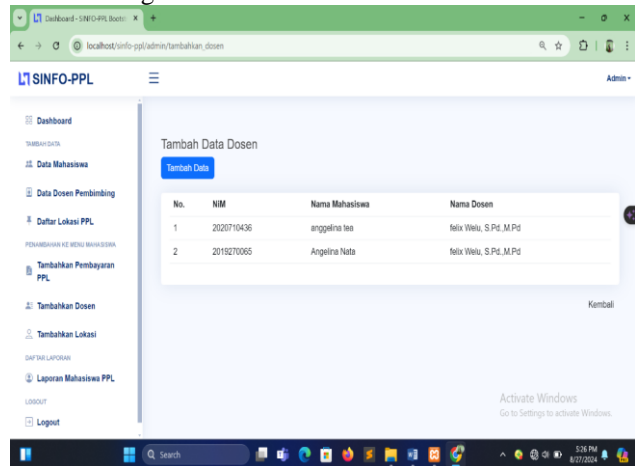 Dashboard - SINFO-PPL Bootst
localhost/sinfo-ppl/admin/tambahkan_dosen
SINFO-PPL
Admin
Dashboard
TAMBAH DATA
Data Mahasiswa
Data Dosen Pembimbing
Daftar Lokasi PPL
PENAMBAHAN KE MENU MAHASISWA
Tambahkan Pembayaran
PPL
Tambahkan Dosen
Tambahkan Lokasi
DAFTAR LAPORAN
Laporan Mahasiswa PPL
LOGOUT
Logout
Tambah Data Dosen
Tambah Data
No. NIM Nama Mahasiswa Nama Dosen
1 2020710436 anggelina tea felix Welu, S.Pd.,M.Pd
2 2019270065 Angelina Nata felix Welu, S.Pd.,M.Pd
Kembali
Activate Windows
Go to Settings to activate Windows.
Search
5:26 PM
8/27/2024